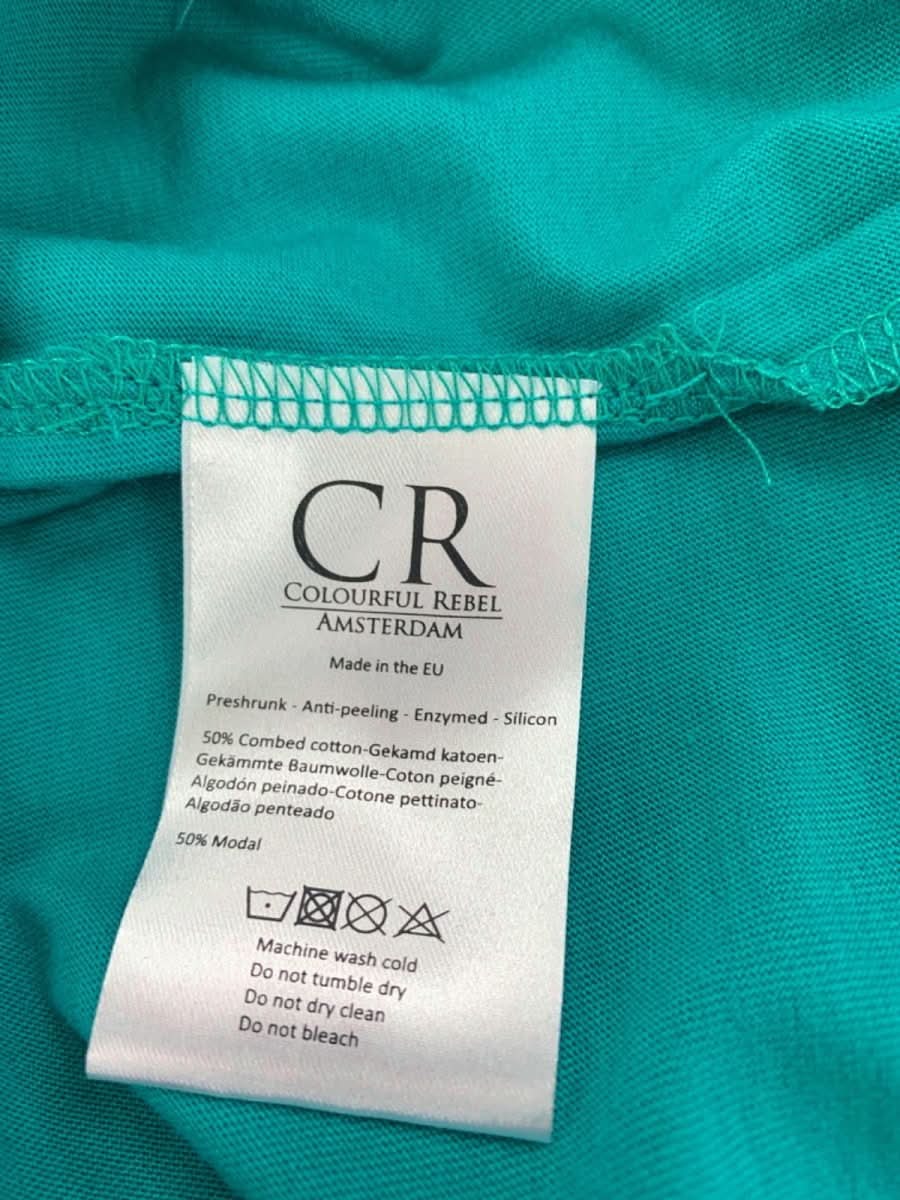 CR
COLOURFUL REBEL
AMSTERDAM
Made in the EU
Preshrunk - Anti-peeling - Enzymed - Silicon
50% Combed cotton-Gekamd katoen-
Gekämmte Baumwolle-Coton peigné-
Algodón peinado-Cotone pettinato-
Algodão penteado
50% Modal
Machine wash cold
Do not tumble dry
Do not dry clean
Do not bleach